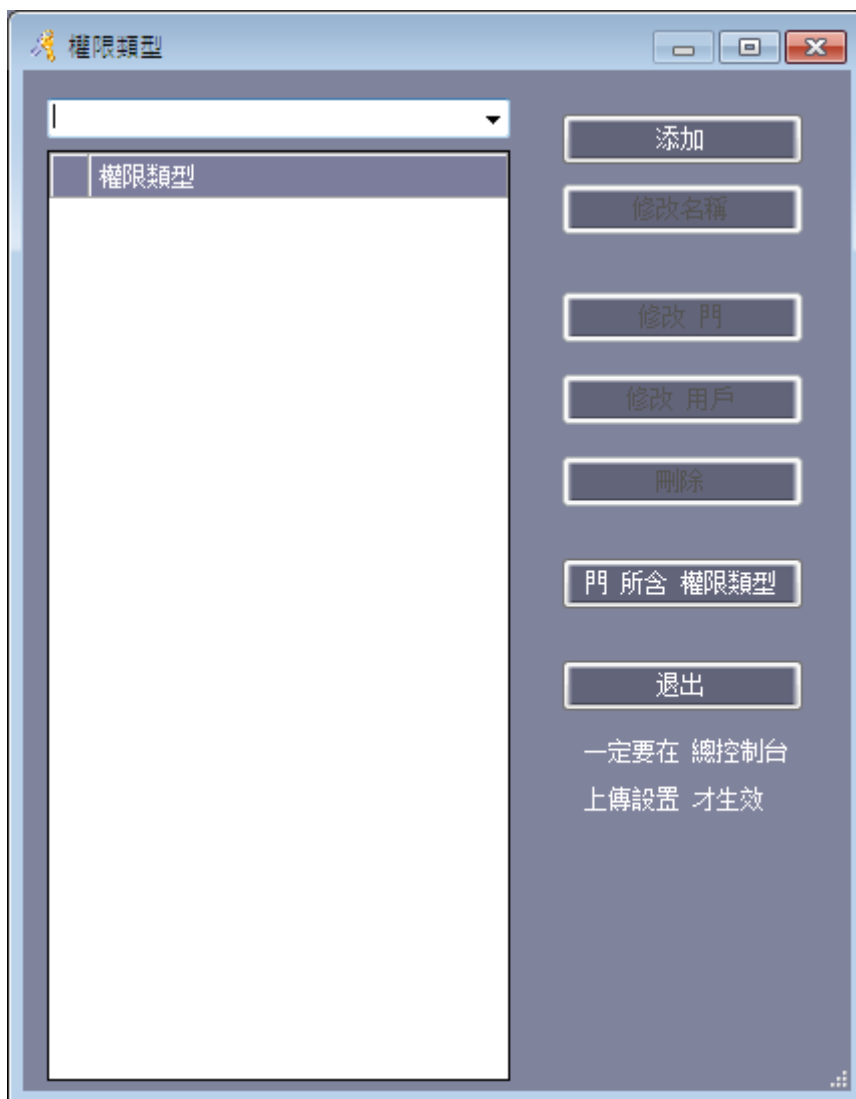 權限類型
添加
權限類型
修改名稱
修改 門
修改 用戶
刪除
門 所含 權限類型
退出
一定要在 總控制台
上傳設置 才生效